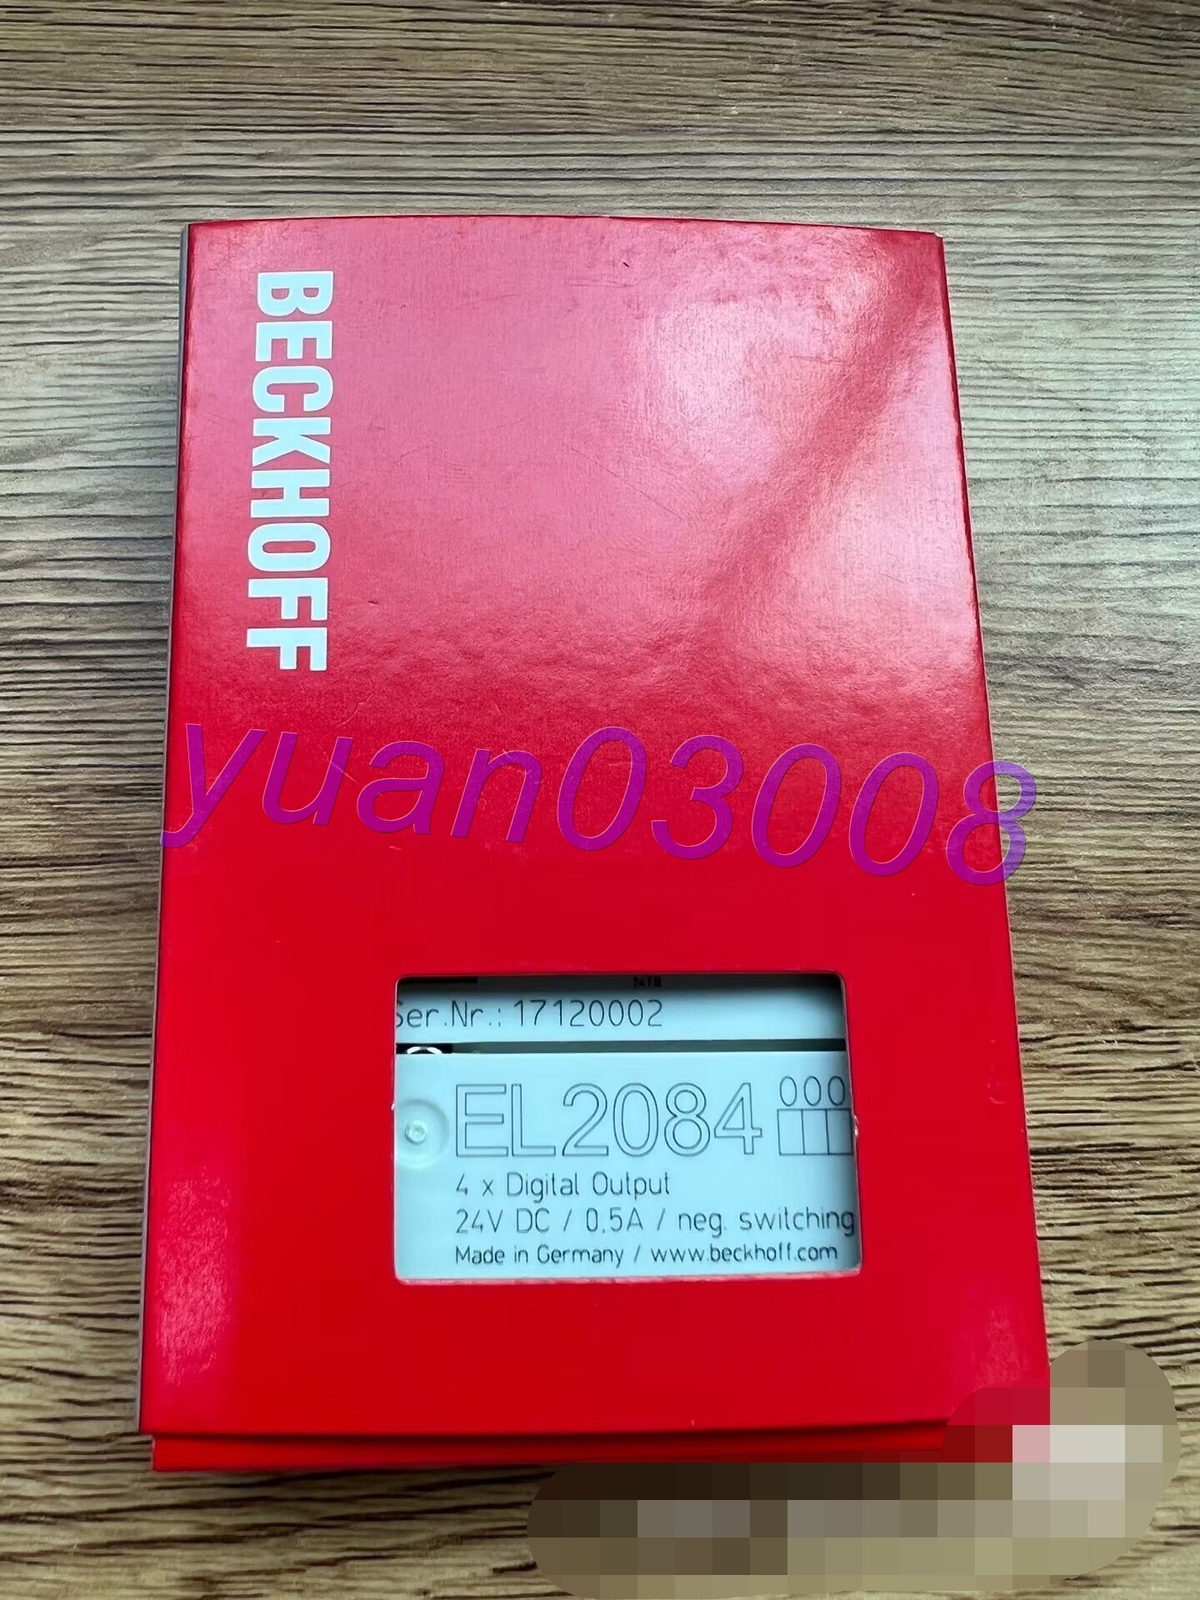 BECKHOFF
yuan03008
Ser.Nr.: 17120002
EL2084
4 x Digital Output
24V DC / 0.5A / neg. switching
Made in Germany / www.beckhoff.com